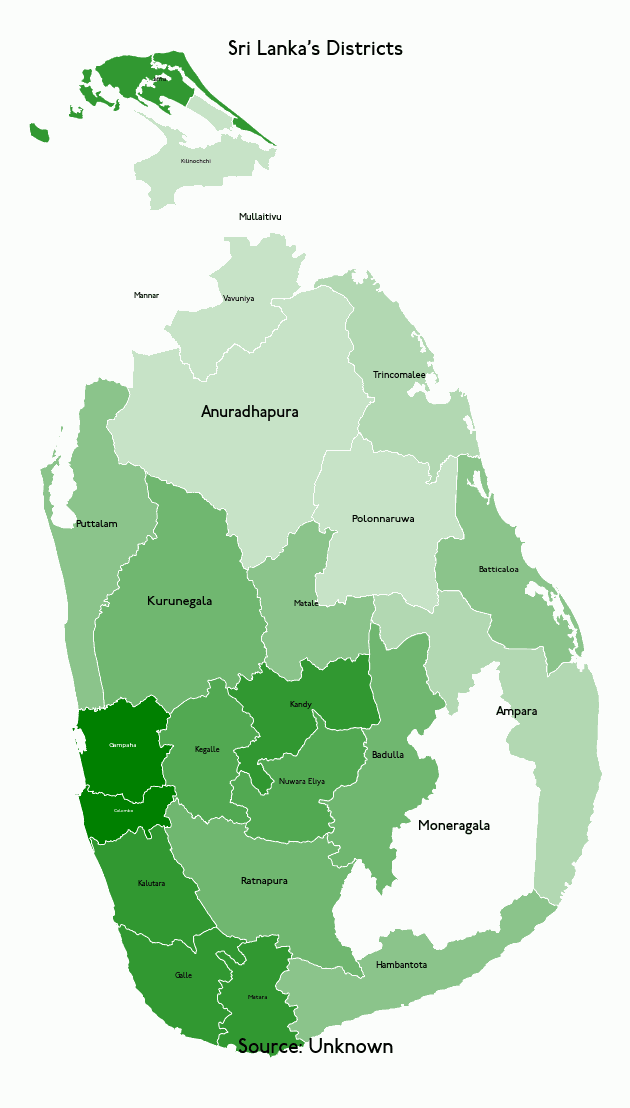 Sri Lanka's Districts
Jaffna
Kilinochchi
Mullaitivu
Mannar
Vavuniya
Trincomalee
Anuradhapura
Polonnaruwa
Puttalam
Batticaloa
Kurunegala
Matale
Kandy
Ampara
Gampaha
Kegalle
Badulla
Nuwara Eliya
Colombo
Moneragala
Kalutara
Ratnapura
Hambantota
Galle
Matara
Source: Unknown